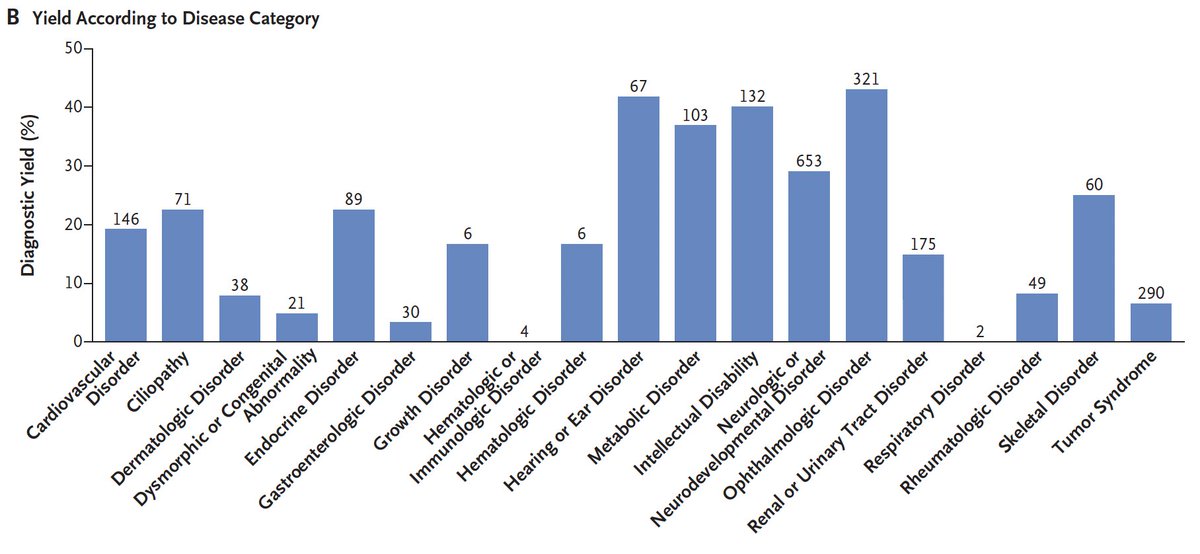 B Yield According to Disease Category
Diagnostic Yield (%)
50
40
30
20
10
0
146
71
38
21
89
30
6
4
6
67
103
132
653
321
175
2
49
60
290
Cardiovascular
Disorder
Ciliopathy
Dermatologic Disorder
Dysmorphic or Congenital
Abnormality
Endocrine Disorder
Gastroenterologic Disorder
Growth Disorder
Hematologic or
Immunologic Disorder
Hematologic Disorder
Hearing or Ear Disorder
Metabolic Disorder
Intellectual Disability
Neurologic or
Neurodevelopmental Disorder
Ophthalmologic Disorder
Renal or Urinary Tract Disorder
Respiratory Disorder
Rheumatologic Disorder
Skeletal Disorder
Tumor Syndrome